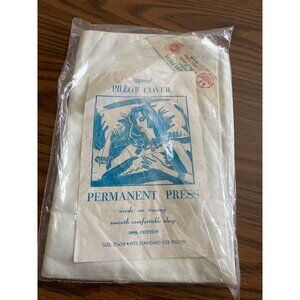 Zippered
PILLOW COVER
PERMANENT PRESS
needs no ironing
smooth comfortable sleep
100% COTTON
FITS STANDARD SIZE PILLOW